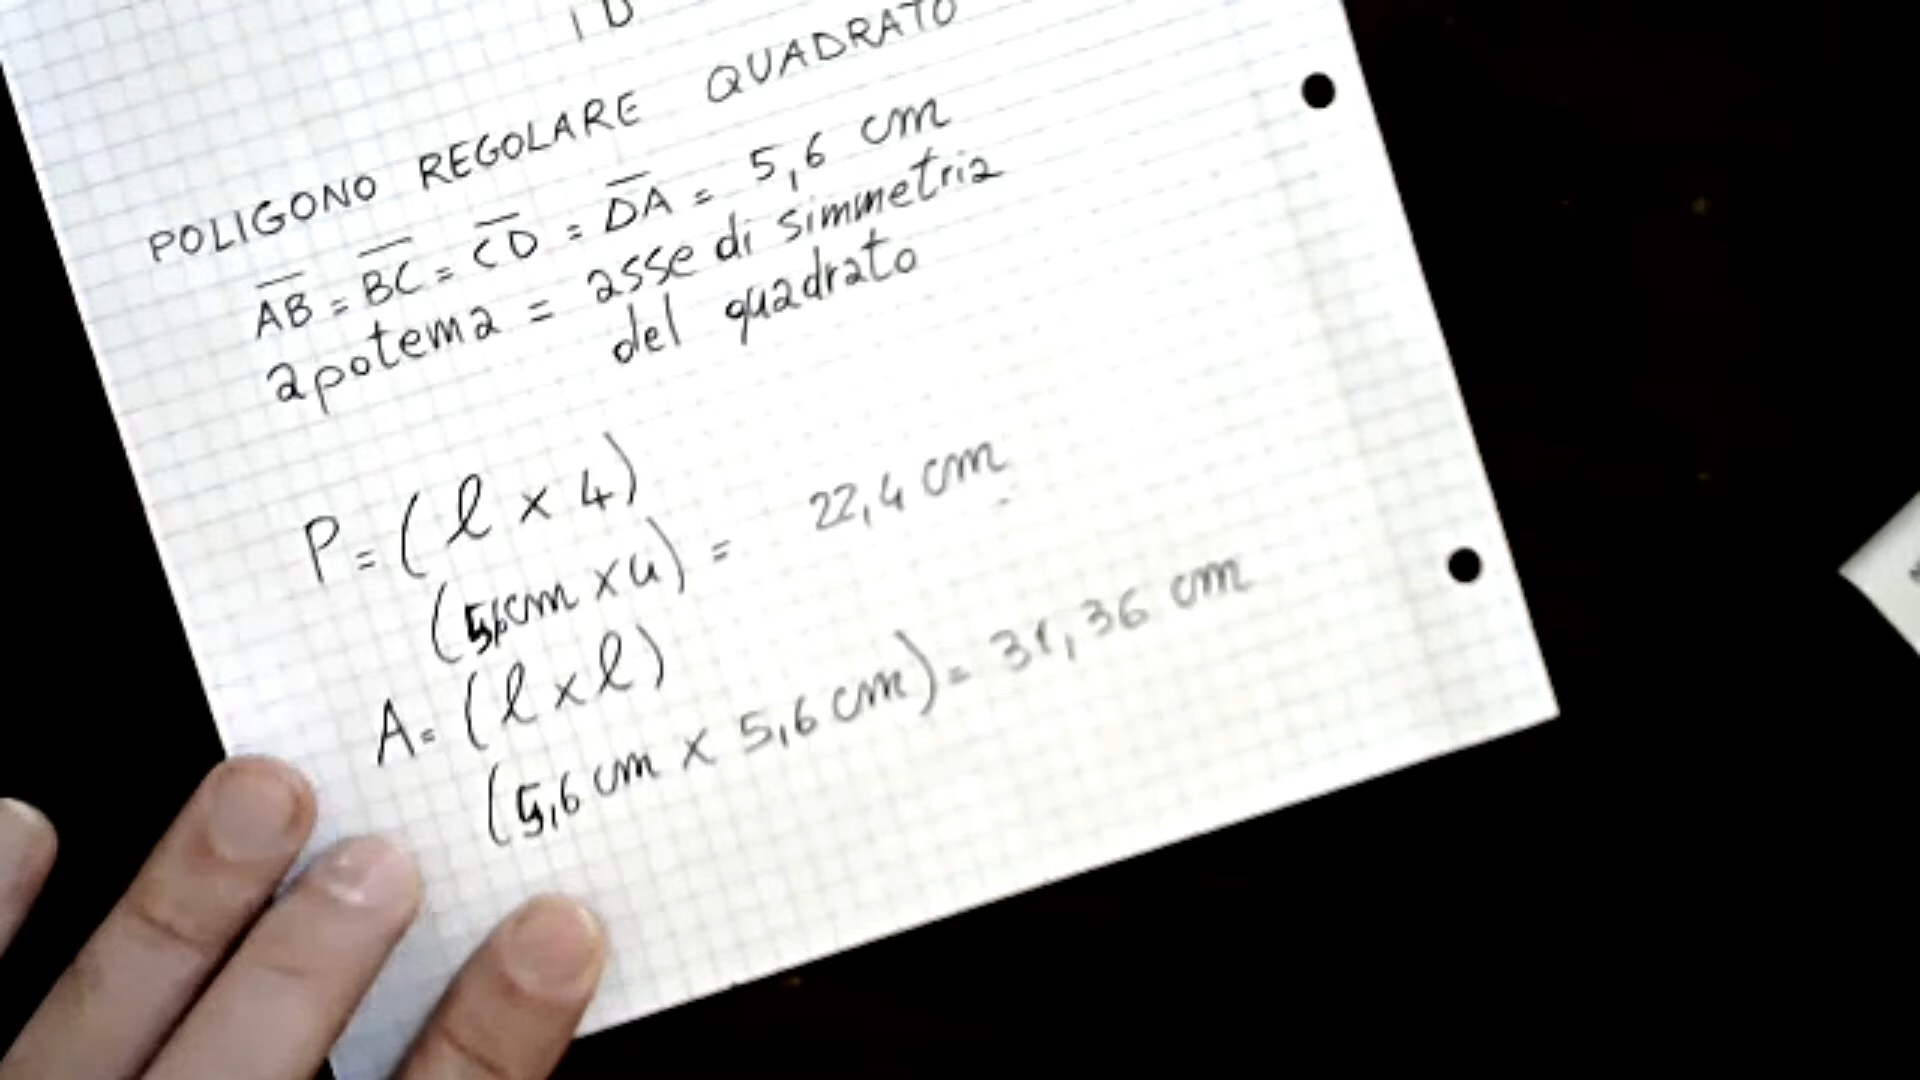 POLIGONO REGOLARE QUADRATO
AB = BC = CD = DA = 5,6 cm
apotema = asse di simmetria
del quadrato
P = (l x 4)
(5,6cm x 4) = 22,4 cm
A = (l x l)
(5,6 cm x 5,6 cm) = 31,36 cm